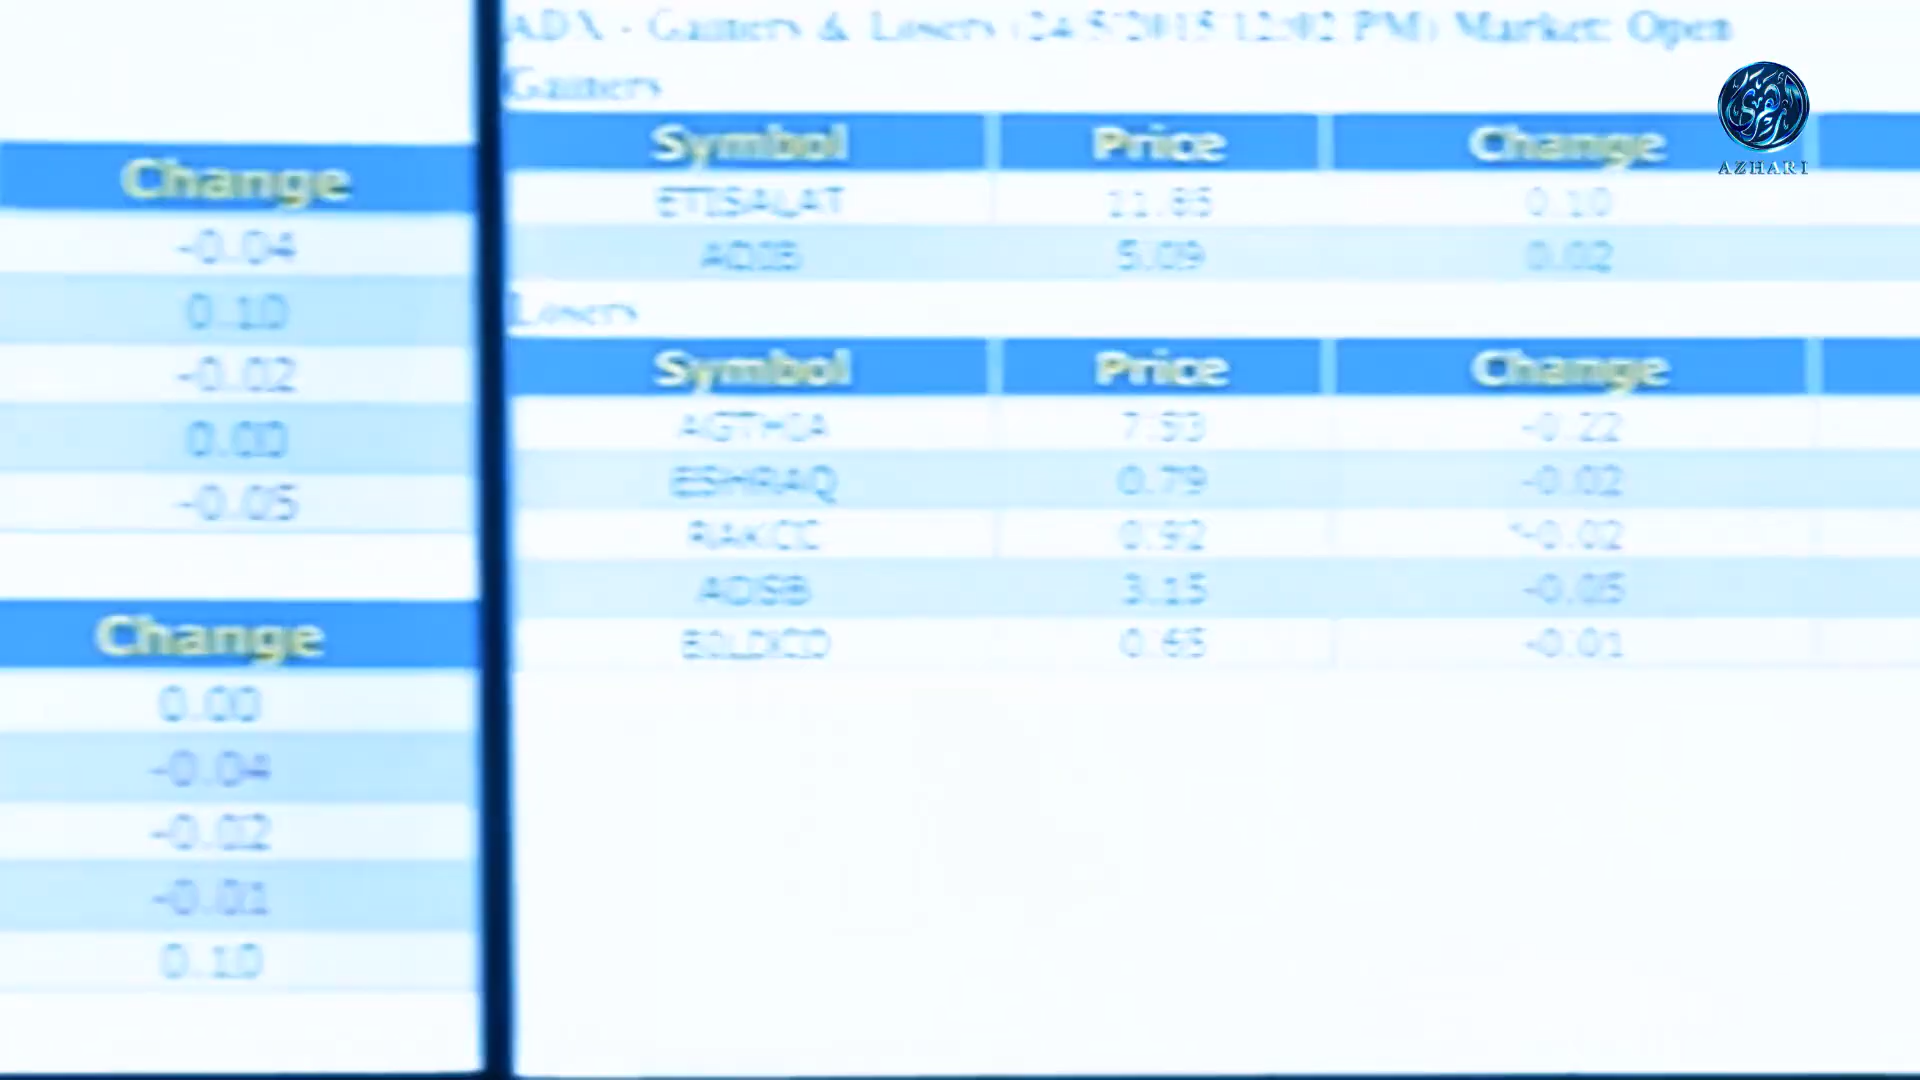 Change
-0.04
0.10
-0.02
0.00
-0.05
Change
0.00
-0.04
-0.02
-0.01
0.10
ADX - Gainers & Losers (24/5/2015 12:02 PM) Market: Open
Gainers
Symbol Price Change
ETISALAT 11.85 0.10
ADIB 5.09 0.02
Losers
Symbol Price Change
AGTHIA 7.53 -0.22
ESHRAQ 0.79 -0.02
RAKCC 0.92 -0.02
3.15 -0.05
BILDCO 0.65 -0.01
AZHARI